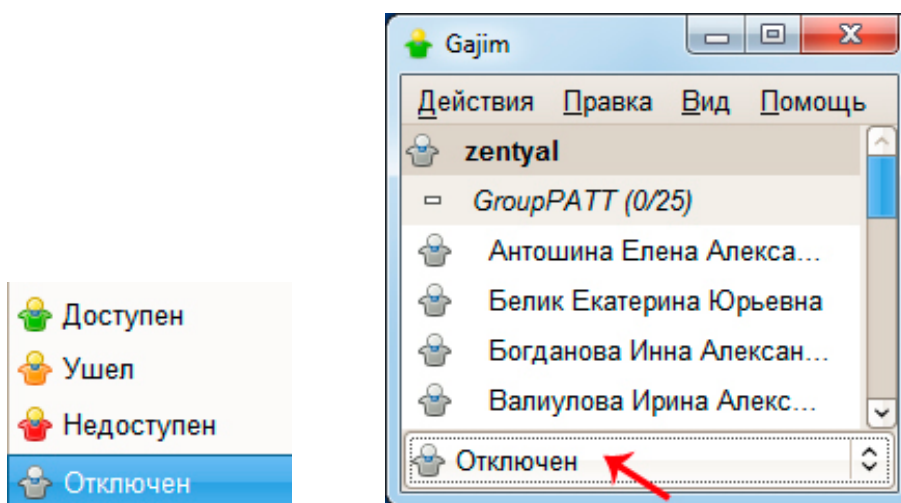 Доступен
Ушел
Недоступен
Отключен
Gajim
Действия Правка Вид Помощь
zentyal
GroupPATT (0/25)
Антошина Елена Алекса...
Белик Екатерина Юрьевна
Богданова Инна Алексан...
Валиулова Ирина Алекс...
Отключен